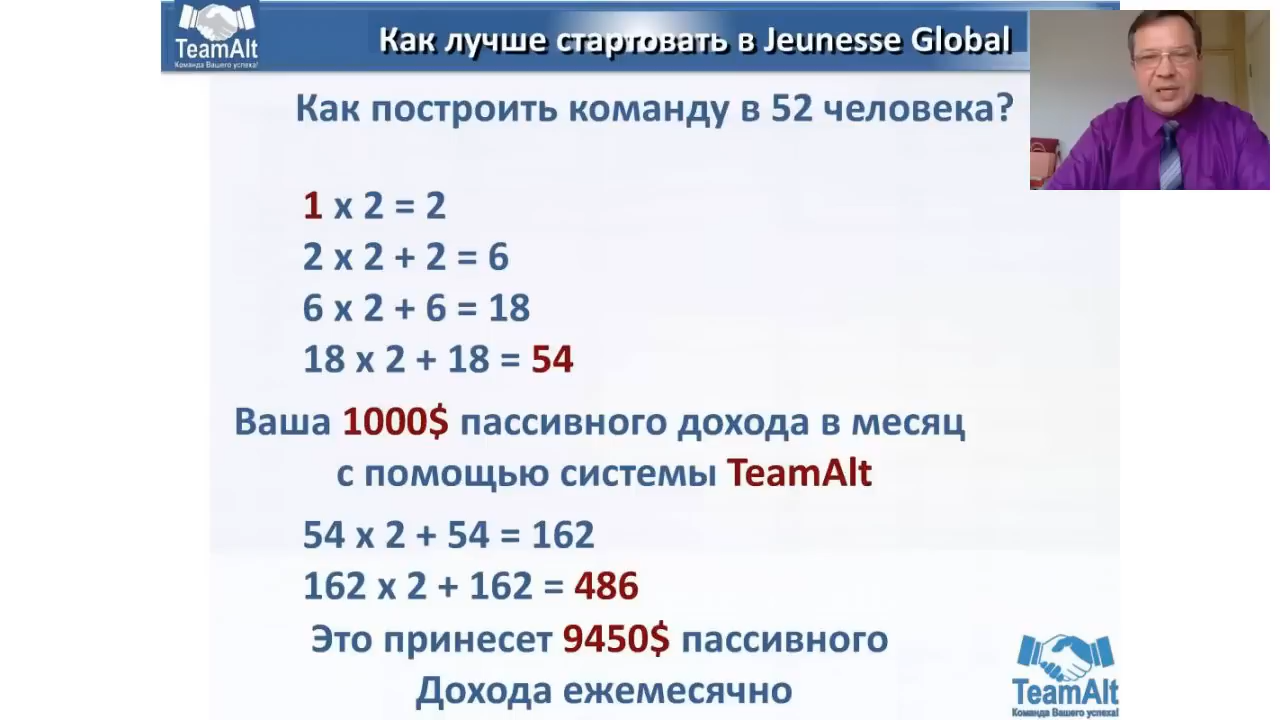 TeamAlt
Команда Вашего успеха!
Как лучше стартовать в Jeunesse Global
Как построить команду в 52 человека?
1 х 2 = 2
2 х 2 + 2 = 6
6 х 2 + 6 = 18
18 х 2 + 18 = 54
Ваша 1000$ пассивного дохода в месяц
с помощью системы TeamAlt
54 х 2 + 54 = 162
162 х 2 + 162 = 486
Это принесет 9450$ пассивного
Дохода ежемесячно
TeamAlt
Команда Вашего успеха!